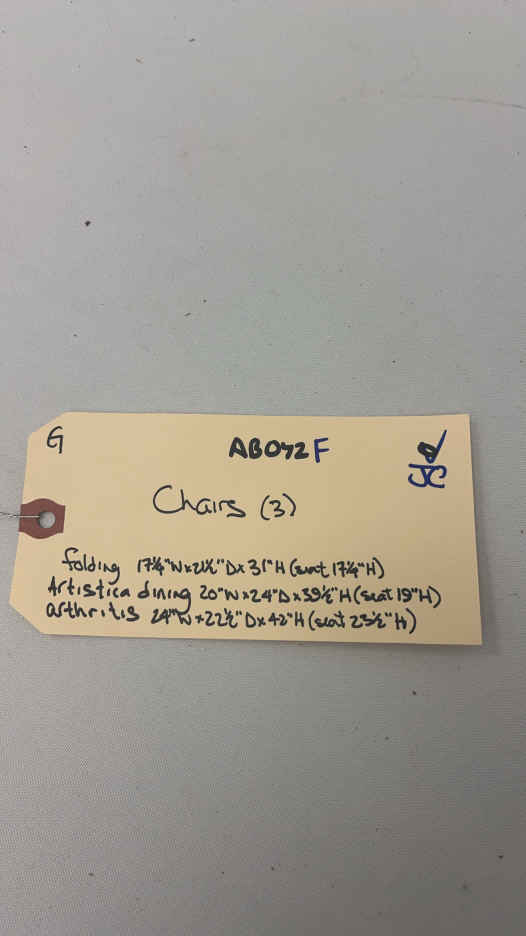 G
AB072F
Chairs (3)
folding 17¼"W x 21½"D x 31"H (seat 17¼"H)
Artistica dining 20"W x 24"D x 39½"H (seat 19"H)
arthritis 24"W x 22½"D x 42"H (seat 23½"H)